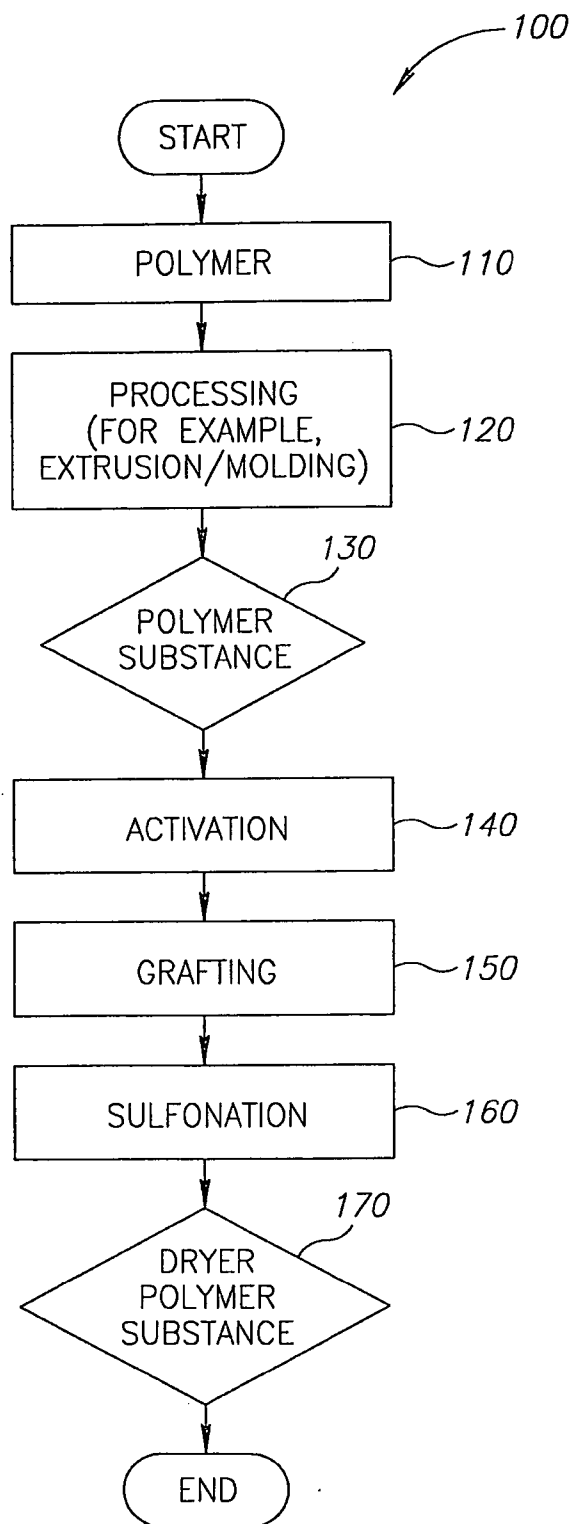 100
START
POLYMER
110
PROCESSING
(FOR EXAMPLE,
EXTRUSION/MOLDING)
120
130
POLYMER
SUBSTANCE
ACTIVATION
140
GRAFTING
150
SULFONATION
160
170
DRYER
POLYMER
SUBSTANCE
END